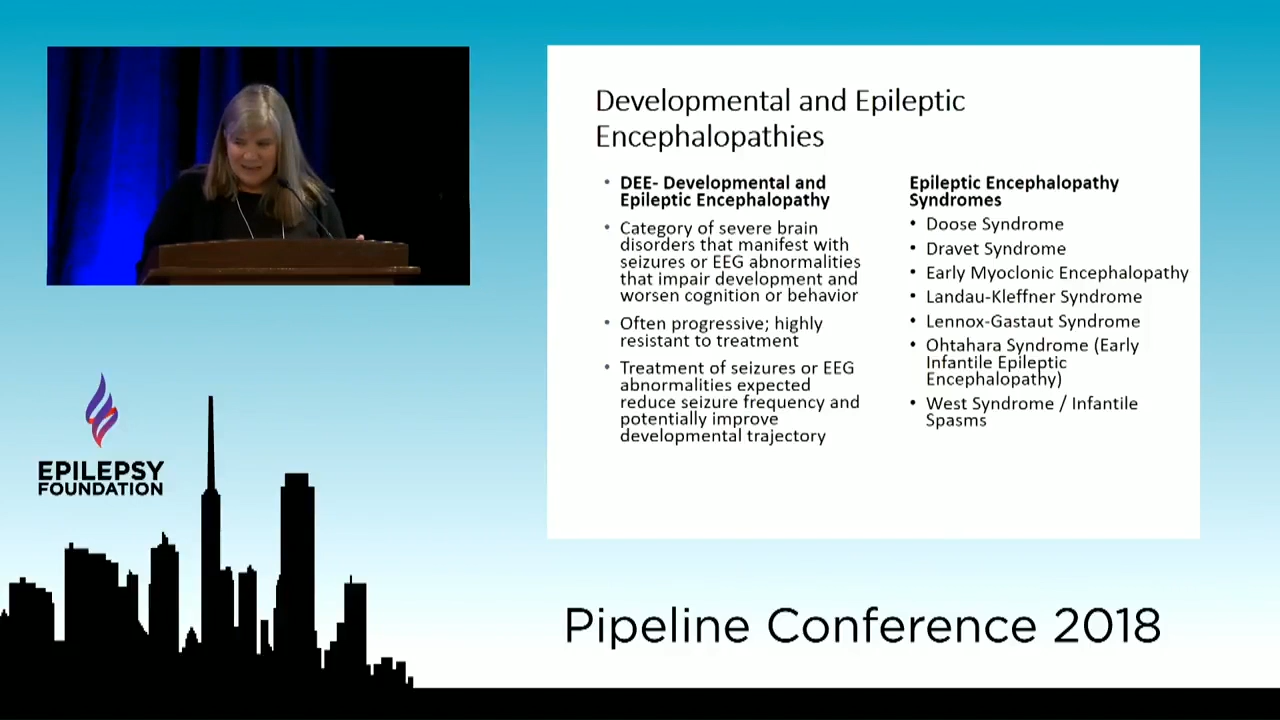 Developmental and Epileptic
Encephalopathies
• DEE- Developmental and
Epileptic Encephalopathy
• Category of severe brain
disorders that manifest with
seizures or EEG abnormalities
that impair development and
worsen cognition or behavior
• Often progressive; highly
resistant to treatment
• Treatment of seizures or EEG
abnormalities expected
reduce seizure frequency and
potentially improve
developmental trajectory
Epileptic Encephalopathy
Syndromes
• Doose Syndrome
• Dravet Syndrome
• Early Myoclonic Encephalopathy
• Landau-Kleffner Syndrome
• Lennox-Gastaut Syndrome
• Ohtahara Syndrome (Early
Infantile Epileptic
Encephalopathy)
• West Syndrome / Infantile
Spasms
EPILEPSY
FOUNDATION
Pipeline Conference 2018